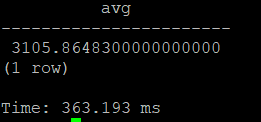 avg
-----------------------
3105.8648300000000000
(1 row)
Time: 363.193 ms